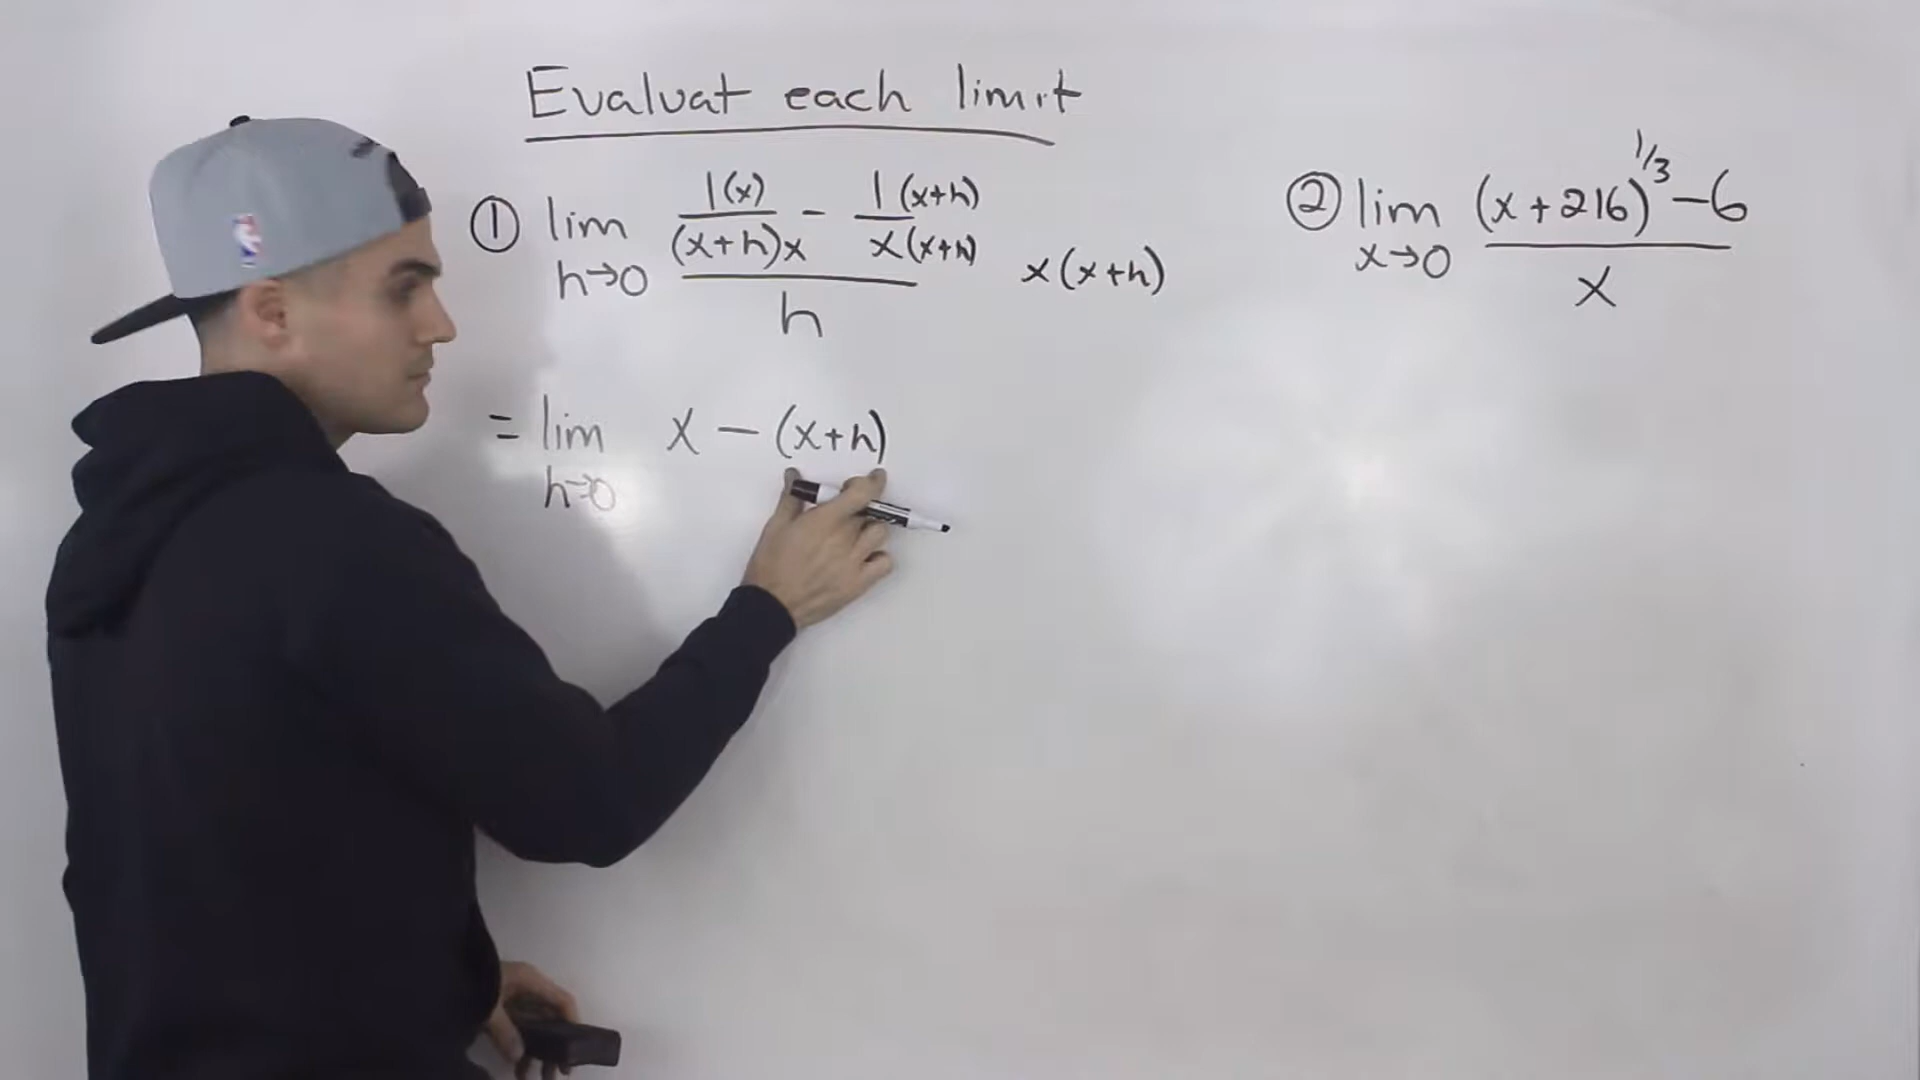 Evaluat each limit
① lim h→0 (1(x)/(x+h)x − 1(x+h)/x(x+h))/h x(x+h)
= lim h→0 x − (x+h)
② lim x→0 ((x+216)^1/3 − 6)/x